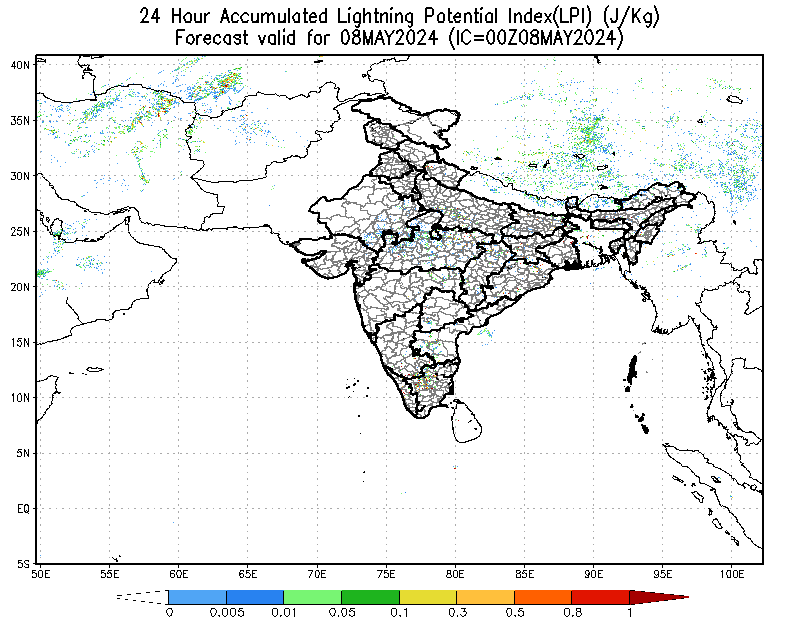 24 Hour Accumulated Lightning Potential Index(LPI) (J/Kg)
Forecast valid for 08MAY2024 (IC=00Z08MAY2024)
40N
35N
30N
25N
20N
15N
10N
5N
EQ
5S
50E 55E 60E 65E 70E 75E 80E 85E 90E 95E 100E
0 0.005 0.01 0.05 0.1 0.3 0.5 0.8 1